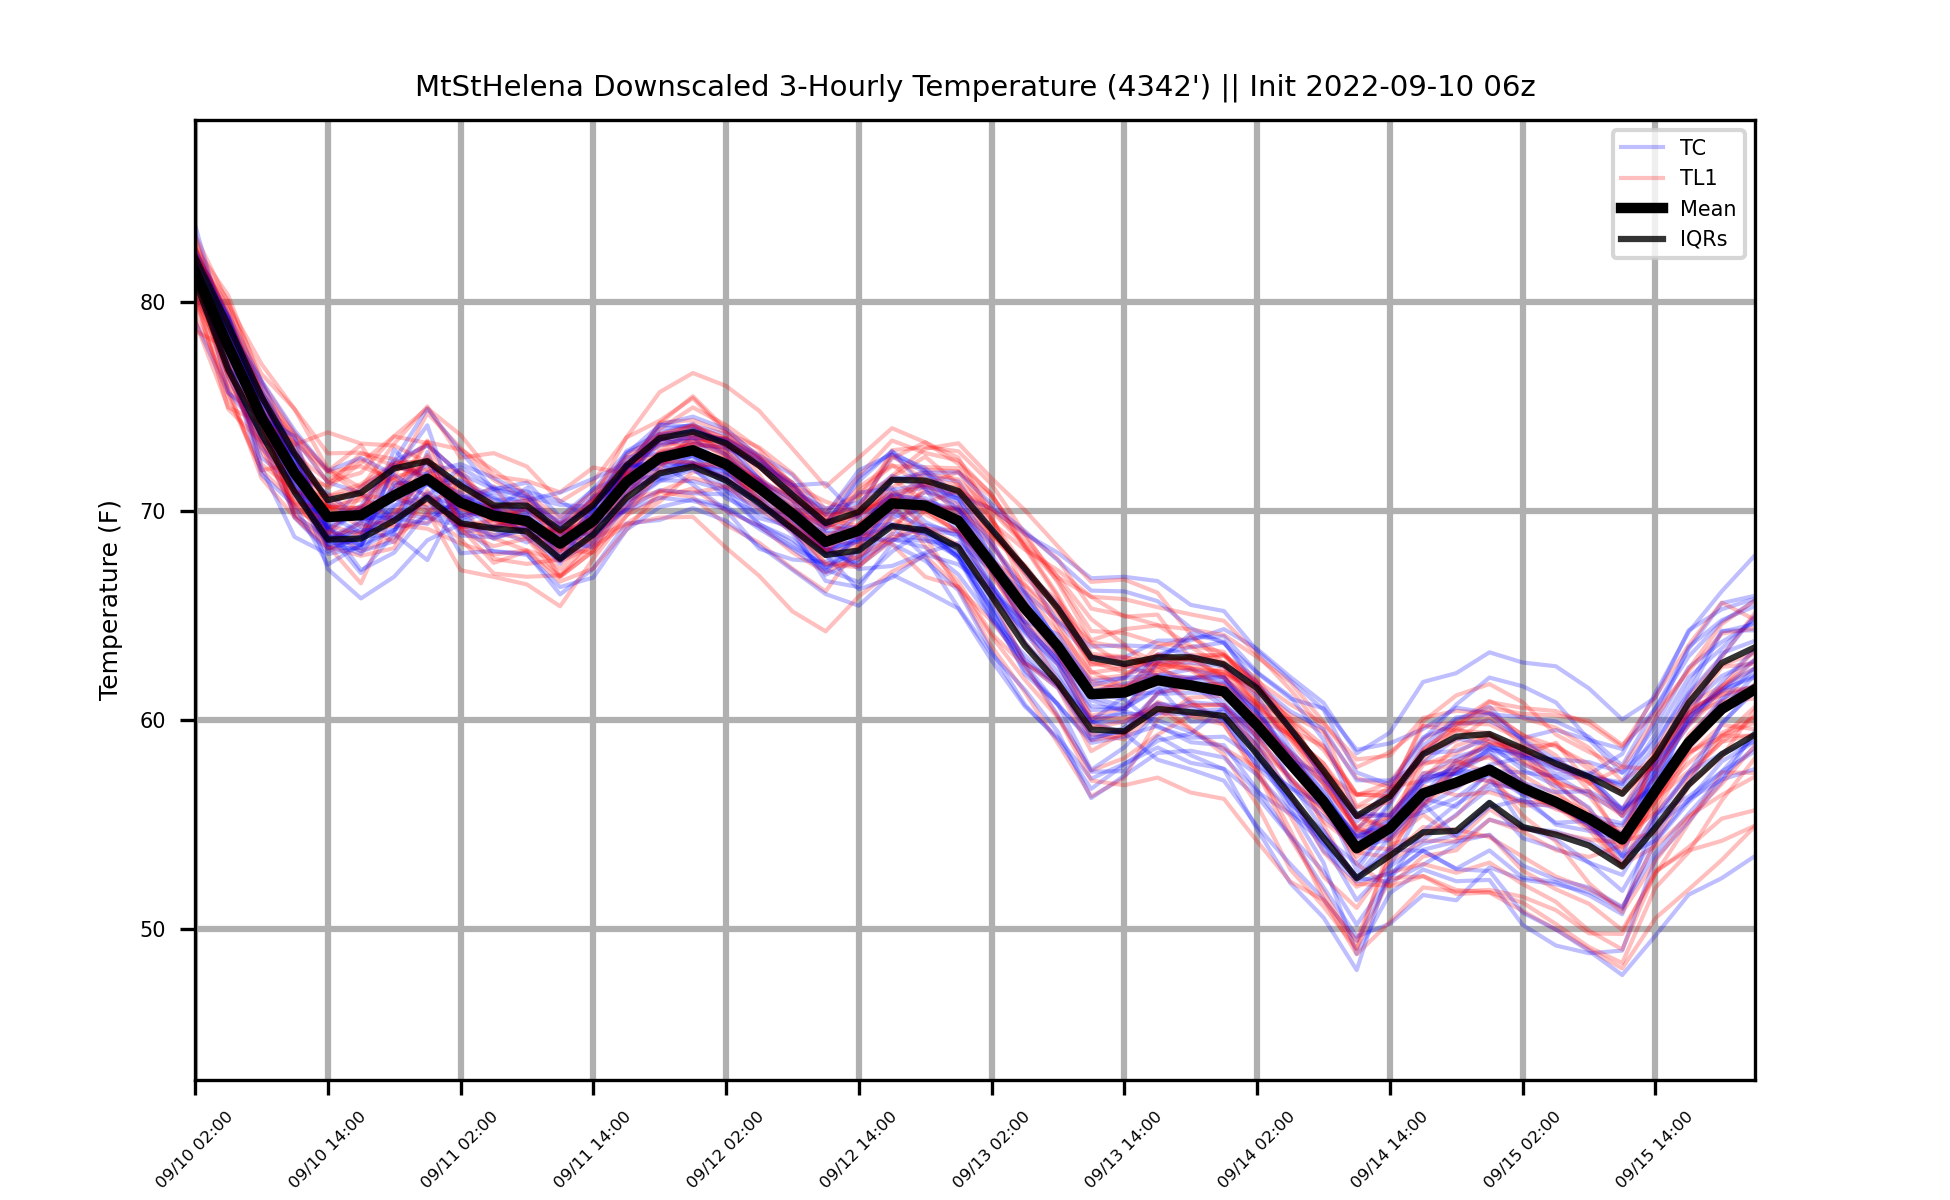 MtStHelena Downscaled 3-Hourly Temperature (4342') || Init 2022-09-10 06z
TC
TL1
Mean
IQRs
Temperature (F)
80
70
60
50
09/10 02:00
09/10 14:00
09/11 02:00
09/11 14:00
09/12 02:00
09/12 14:00
09/13 02:00
09/13 14:00
09/14 02:00
09/14 14:00
09/15 02:00
09/15 14:00